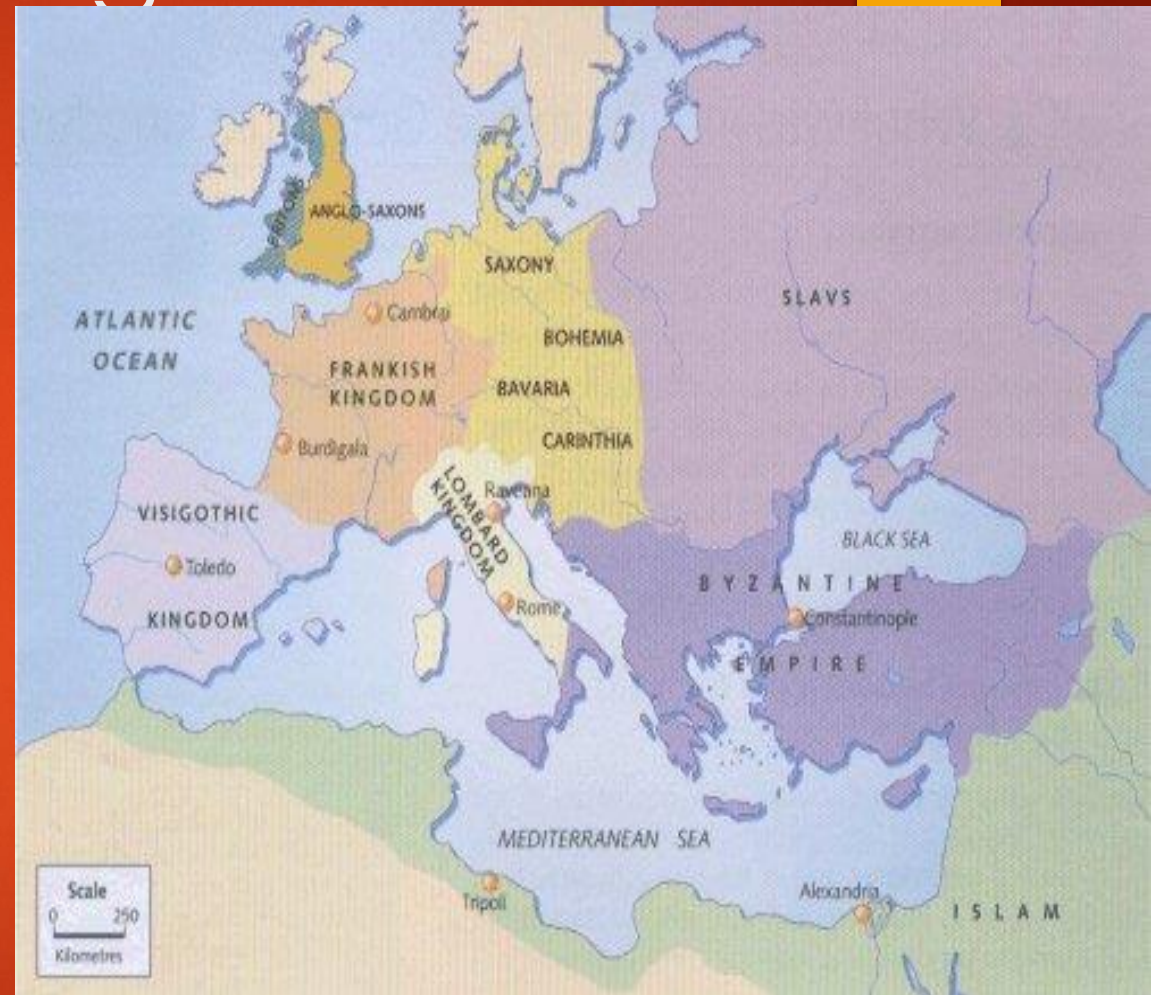 ANGLO-SAXONS
SAXONY
SLAVS
ATLANTIC
OCEAN
Cambrai
BOHEMIA
FRANKISH
KINGDOM
BAVARIA
CARINTHIA
Burdigala
LOMBARD
KINGDOM
Ravenna
VISIGOTHIC
KINGDOM
Toledo
BLACK SEA
BYZANTINE
EMPIRE
Constantinople
Rome
MEDITERRANEAN SEA
Scale
0 250
Kilometres
Tripoli
Alexandria
ISLAM